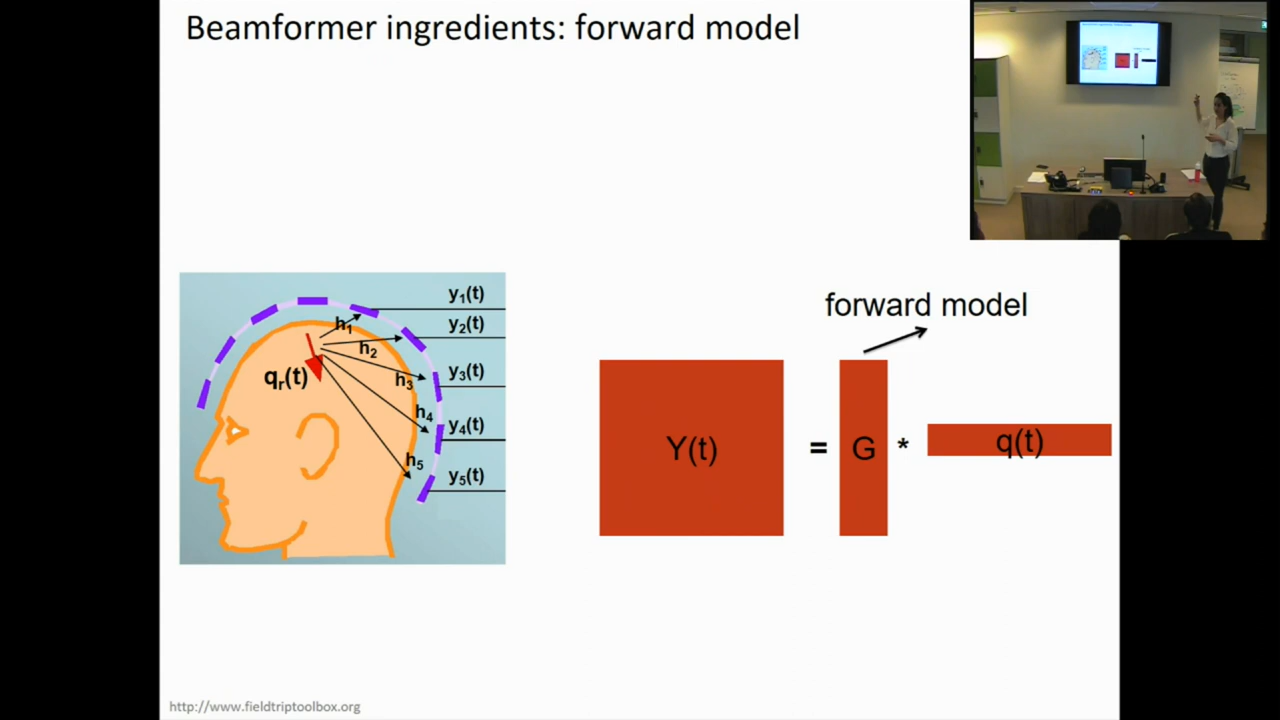 Beamformer ingredients: forward model
y1(t)
h1
y2(t)
h2
qr(t)
h3
y3(t)
h4
y4(t)
h5
y5(t)
forward model
Y(t) = G * q(t)
http://www.fieldtriptoolbox.org